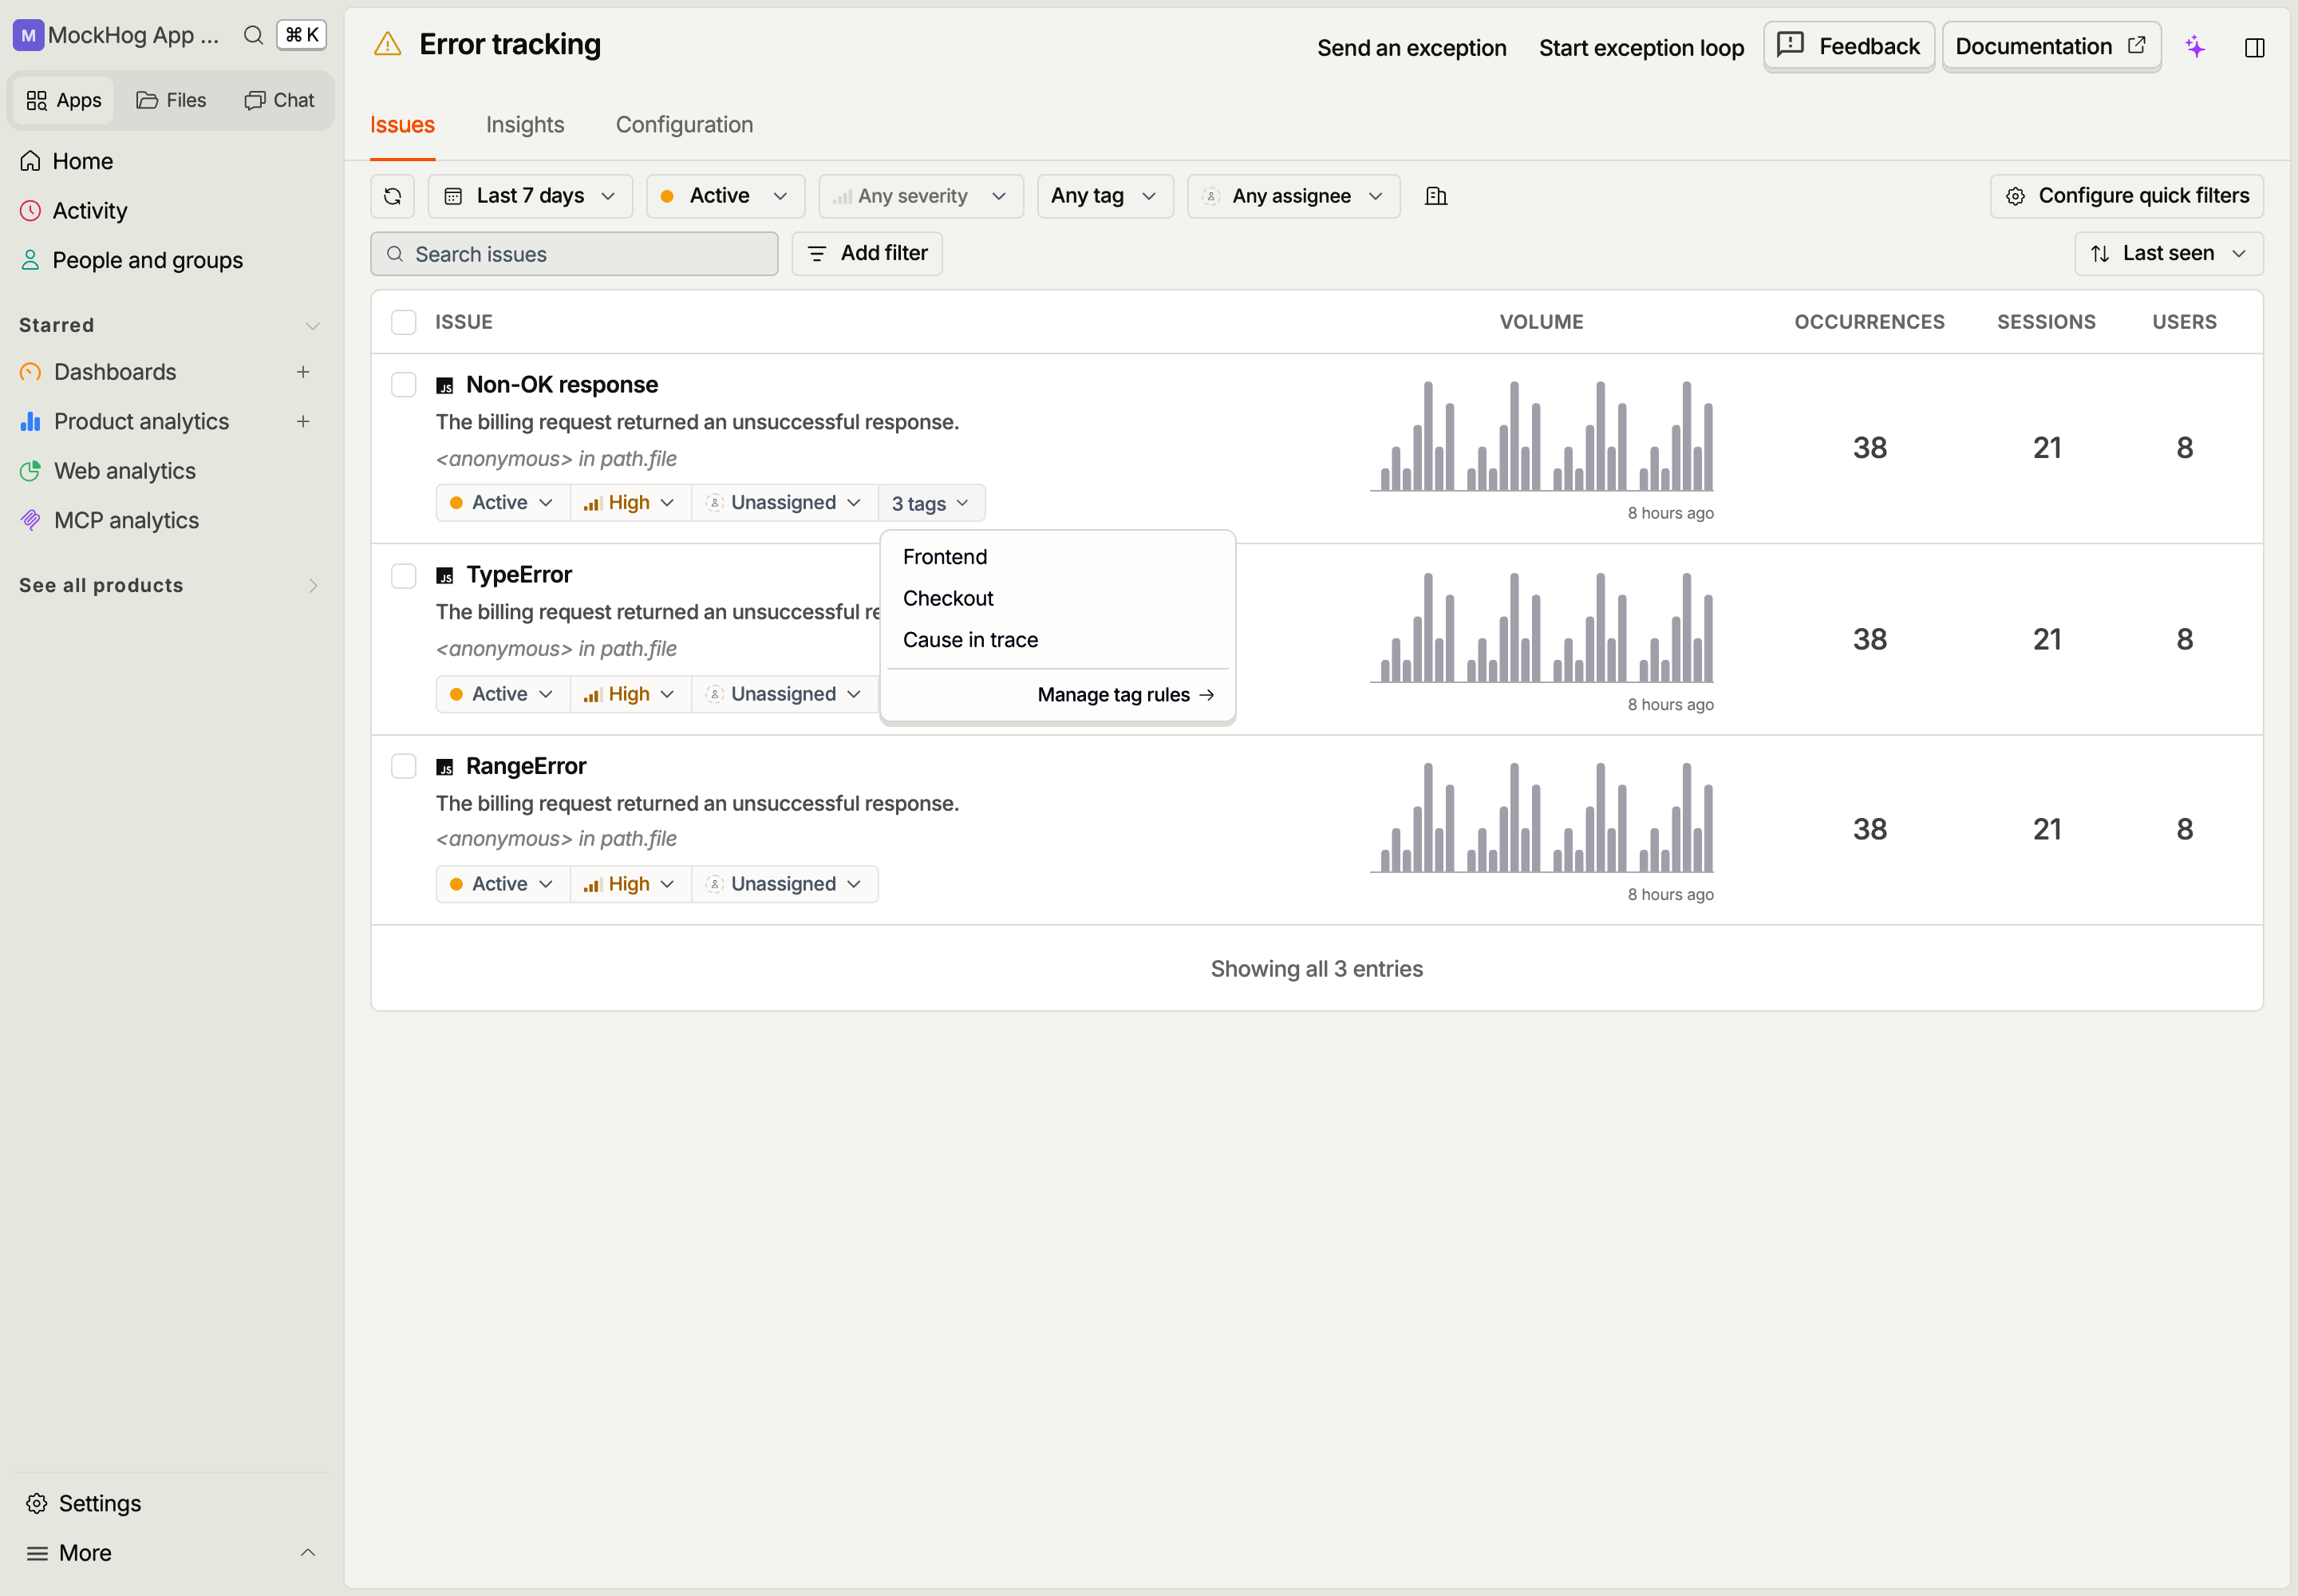 M MockHog App ... ⌘ K
Apps Files Chat
Home
Activity
People and groups
Starred
Dashboards
Product analytics
Web analytics
MCP analytics
See all products
Settings
More
Error tracking
Send an exception Start exception loop Feedback Documentation
Issues Insights Configuration
Last 7 days Active Any severity Any tag Any assignee Configure quick filters
Search issues Add filter Last seen
ISSUE VOLUME OCCURRENCES SESSIONS USERS
JS Non-OK response
The billing request returned an unsuccessful response.
<anonymous> in path.file
Active High Unassigned 3 tags
8 hours ago
38 21 8
Frontend
Checkout
Cause in trace
Manage tag rules →
JS TypeError
The billing request returned an unsuccessful re
<anonymous> in path.file
Active High Unassigned
8 hours ago
38 21 8
JS RangeError
The billing request returned an unsuccessful response.
<anonymous> in path.file
Active High Unassigned
8 hours ago
38 21 8
Showing all 3 entries